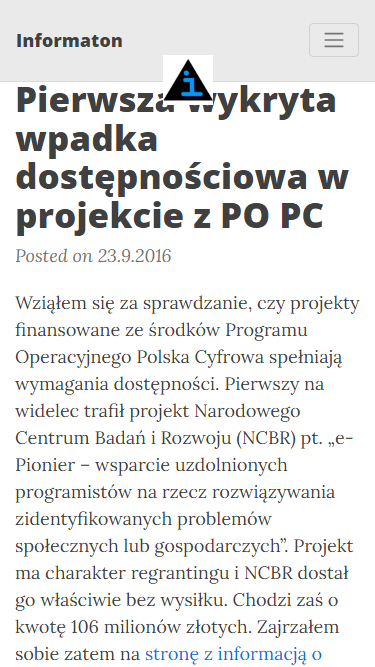 Informaton
Pierwsza wykryta
wpadka
dostępnościowa w
projekcie z PO PC
Posted on 23.9.2016
Wziąłem się za sprawdzanie, czy projekty
finansowane ze środków Programu
Operacyjnego Polska Cyfrowa spełniają
wymagania dostępności. Pierwszy na
widelec trafił projekt Narodowego
Centrum Badań i Rozwoju (NCBR) pt. „e-
Pionier – wsparcie uzdolnionych
programistów na rzecz rozwiązywania
zidentyfikowanych problemów
społecznych lub gospodarczych”. Projekt
ma charakter regrantingu i NCBR dostał
go właściwie bez wysiłku. Chodzi zaś o
kwotę 106 milionów złotych. Zajrzałem
sobie zatem na stronę z informacją o